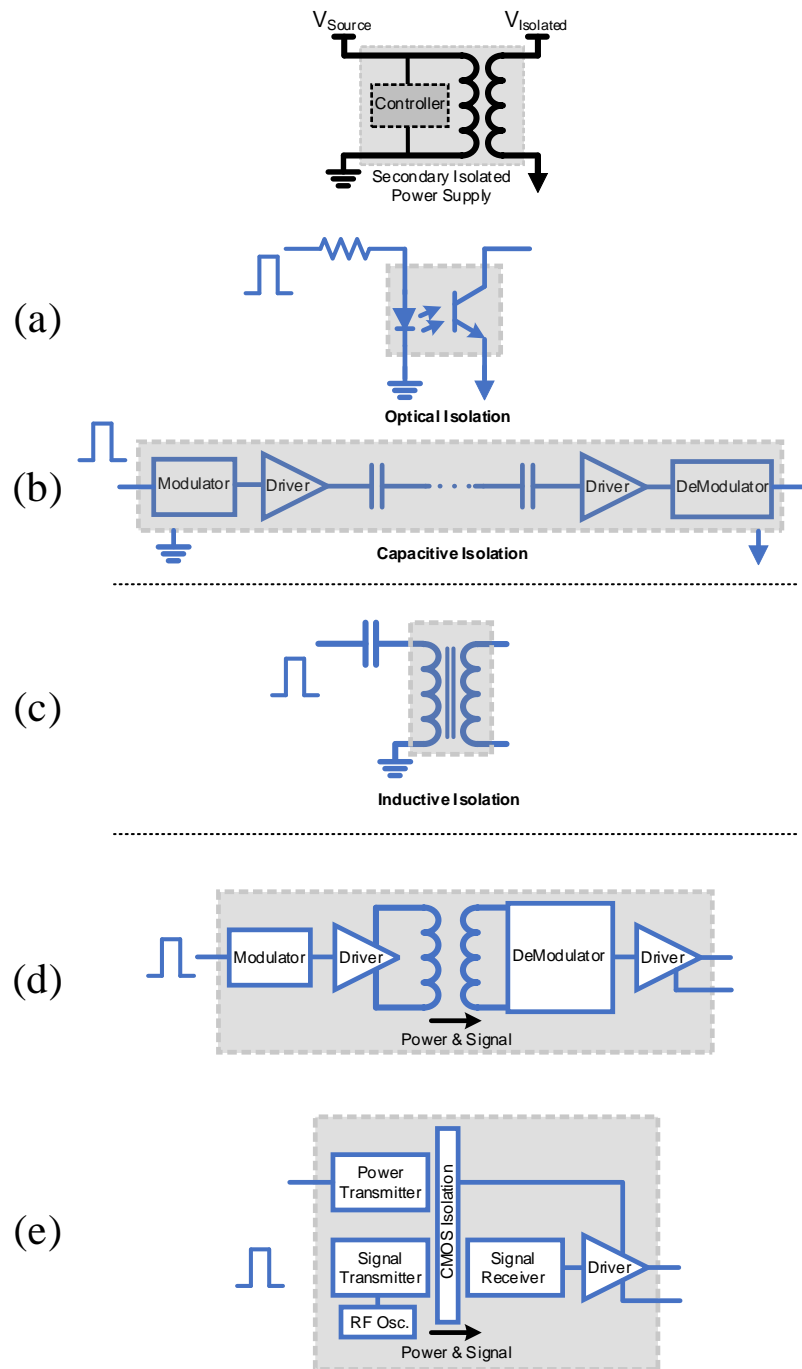 VSource VIsolated
Controller
Secondary Isolated
Power Supply
(a)
Optical Isolation
(b)
Modulator Driver Driver DeModulator
Capacitive Isolation
(c)
Inductive Isolation
(d)
Modulator Driver DeModulator Driver
Power & Signal
(e)
Power
Transmitter
CMOS Isolation
Signal
Transmitter
Signal
Receiver
Driver
RF Osc.
Power & Signal